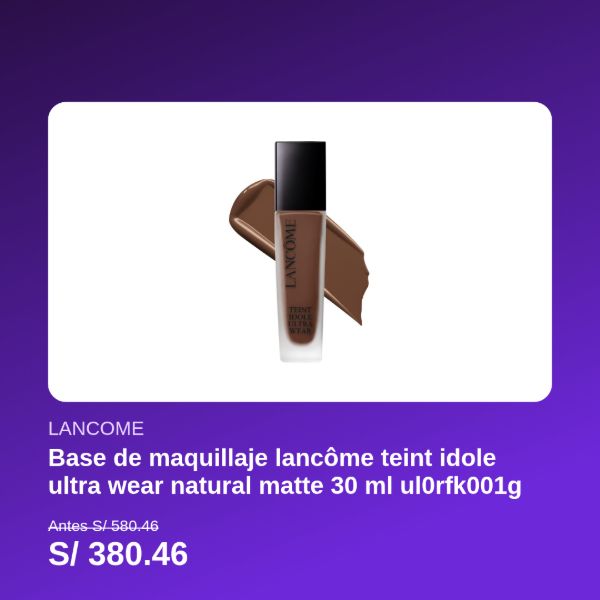 LANCÔME
TEINT
IDOLE
ULTRA
WEAR
LANCOME
Base de maquillaje lancôme teint idole
ultra wear natural matte 30 ml ul0rfk001g
Antes S/ 580.46
S/ 380.46